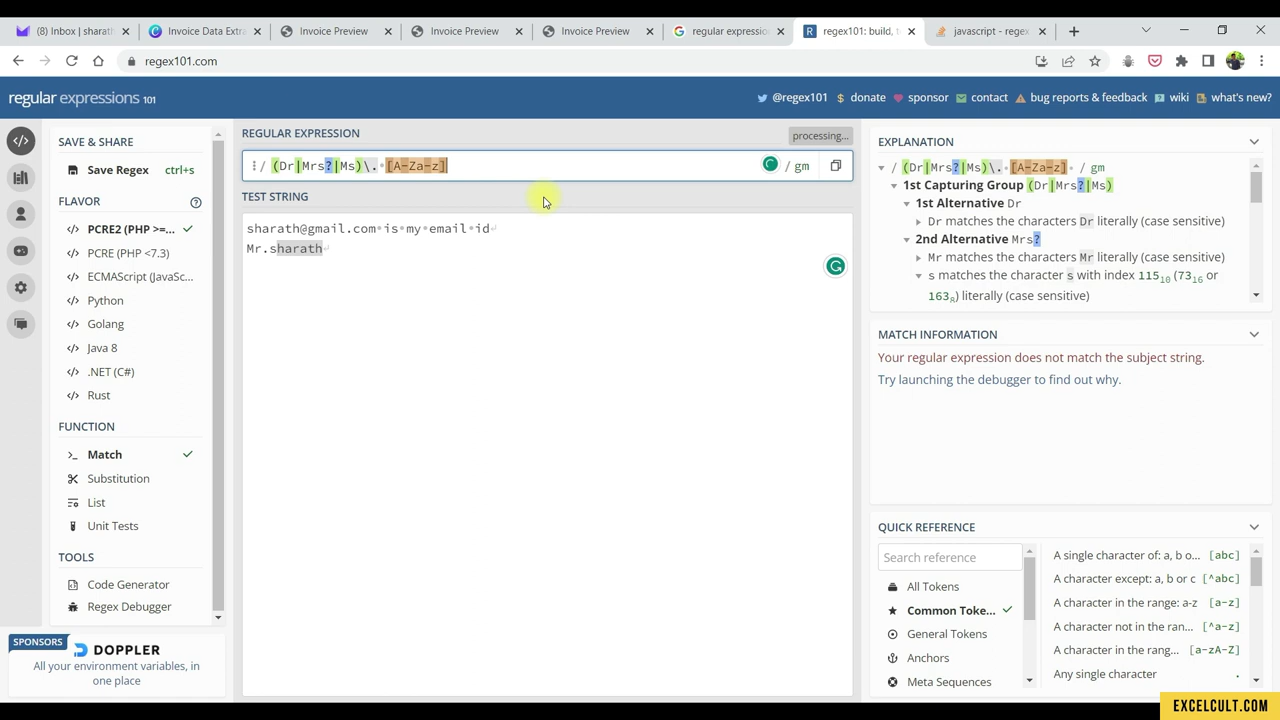 (8) Inbox | sharath
Invoice Data Extra
Invoice Preview
Invoice Preview
Invoice Preview
regular expression
regex101: build, t
javascript - regex
regex101.com
regular expressions 101
@regex101
$ donate
sponsor
contact
bug reports & feedback
wiki
what's new?
SAVE & SHARE
Save Regex ctrl+s
FLAVOR
PCRE2 (PHP >=...
PCRE (PHP <7.3)
ECMAScript (JavaSc...
Python
Golang
Java 8
.NET (C#)
Rust
FUNCTION
Match
Substitution
List
Unit Tests
TOOLS
Code Generator
Regex Debugger
SPONSORS
DOPPLER
All your environment variables, in
one place
REGULAR EXPRESSION
processing...
/ (Dr|Mrs?|Ms)\.·[A-Za-z] / gm
TEST STRING
sharath@gmail.com·is·my·email·id
Mr.sharath
EXPLANATION
/ (Dr|Mrs?|Ms)\.·[A-Za-z] / gm
1st Capturing Group (Dr|Mrs?|Ms)
1st Alternative Dr
Dr matches the characters Dr literally (case sensitive)
2nd Alternative Mrs?
Mr matches the characters Mr literally (case sensitive)
s matches the character s with index 115₁₀ (73₁₆ or
163₈) literally (case sensitive)
MATCH INFORMATION
Your regular expression does not match the subject string.
Try launching the debugger to find out why.
QUICK REFERENCE
Search reference
All Tokens
Common Toke...
General Tokens
Anchors
Meta Sequences
A single character of: a, b o... [abc]
A character except: a, b or c [^abc]
A character in the range: a-z [a-z]
A character not in the ran... [^a-z]
A character in the rang... [a-zA-Z]
Any single character .
EXCELCULT.COM